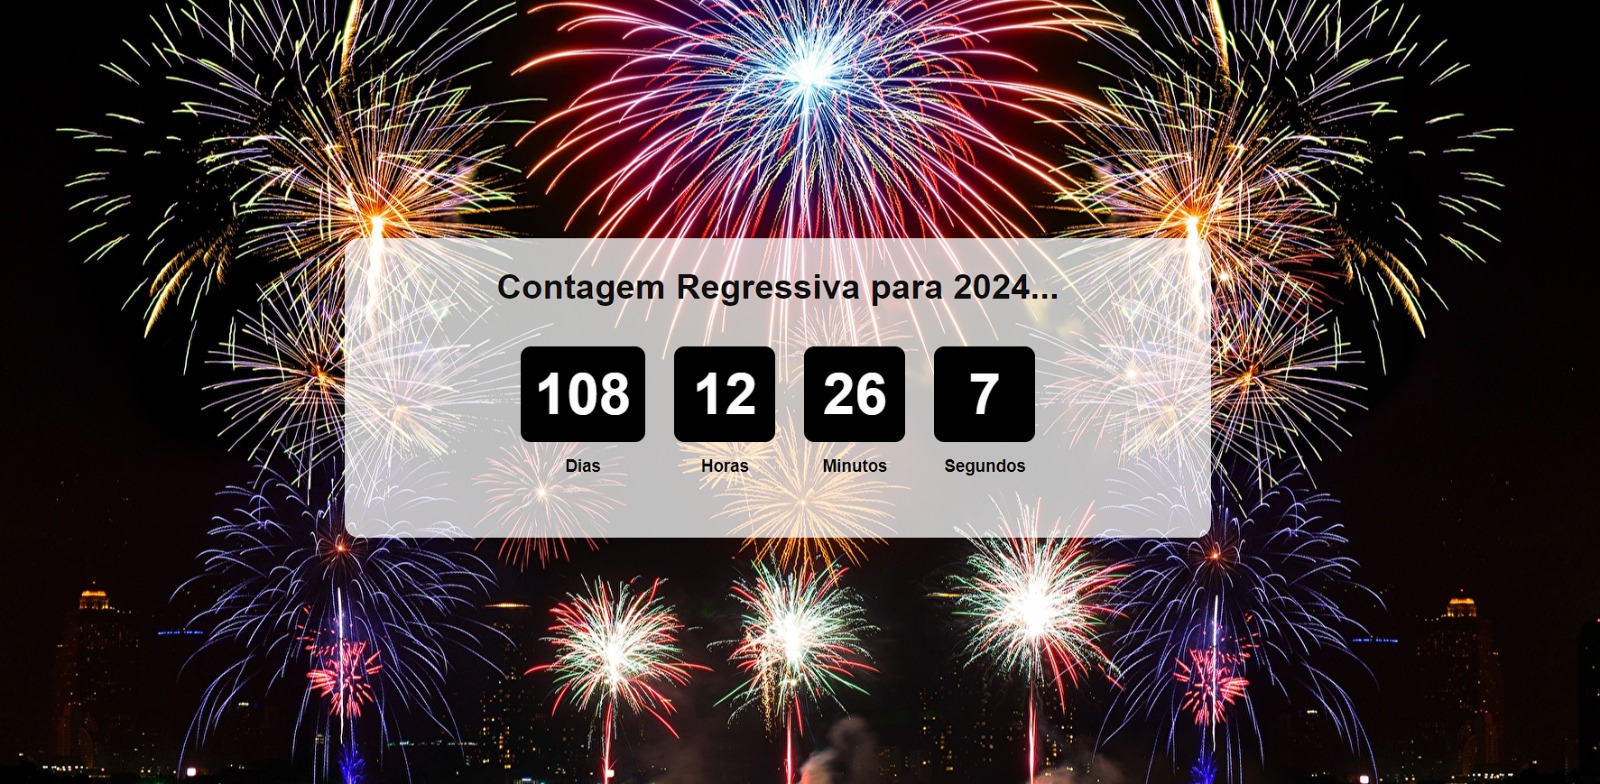 Contagem Regressiva para 2024...
108 12 26 7
Dias Horas Minutos Segundos